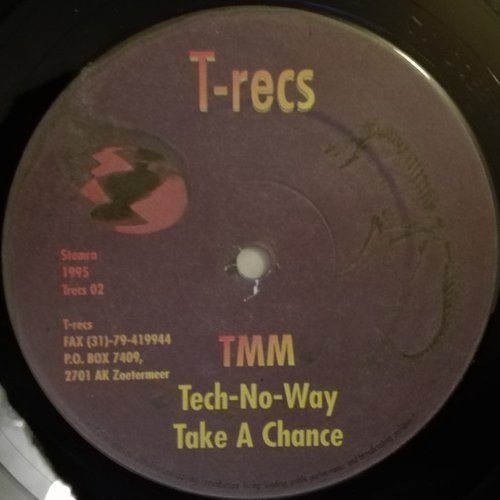 T-recs
Stemra
1995
Trecs 02
T-recs
FAX (31)-79-419944
P.O. BOX 7409,
2701 AK Zoetermeer
TMM
Tech-No-Way
Take A Chance